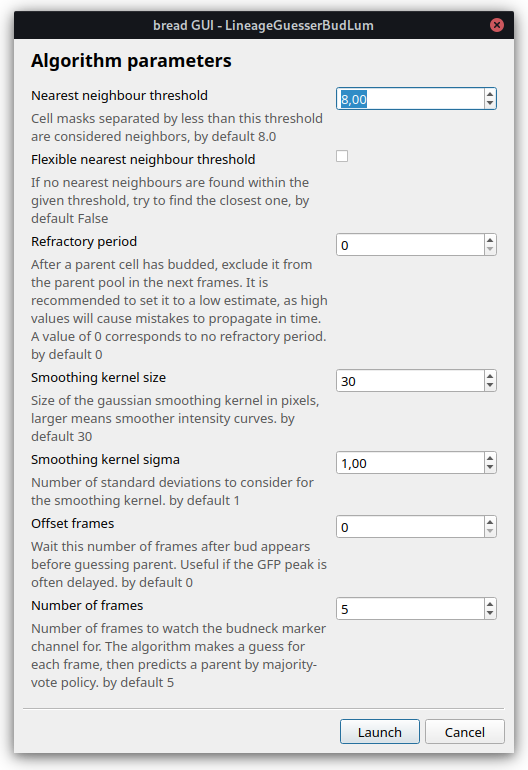 bread GUI - LineageGuesserBudLum
Algorithm parameters
Nearest neighbour threshold
8,00
Cell masks separated by less than this threshold
are considered neighbors, by default 8.0
Flexible nearest neighbour threshold
If no nearest neighbours are found within the
given threshold, try to find the closest one, by
default False
Refractory period
0
After a parent cell has budded, exclude it from
the parent pool in the next frames. It is
recommended to set it to a low estimate, as high
values will cause mistakes to propagate in time.
A value of 0 corresponds to no refractory period.
by default 0
Smoothing kernel size
30
Size of the gaussian smoothing kernel in pixels,
larger means smoother intensity curves. by
default 30
Smoothing kernel sigma
1,00
Number of standard deviations to consider for
the smoothing kernel. by default 1
Offset frames
0
Wait this number of frames after bud appears
before guessing parent. Useful if the GFP peak is
often delayed. by default 0
Number of frames
5
Number of frames to watch the budneck marker
channel for. The algorithm makes a guess for
each frame, then predicts a parent by majority-
vote policy. by default 5
Launch
Cancel